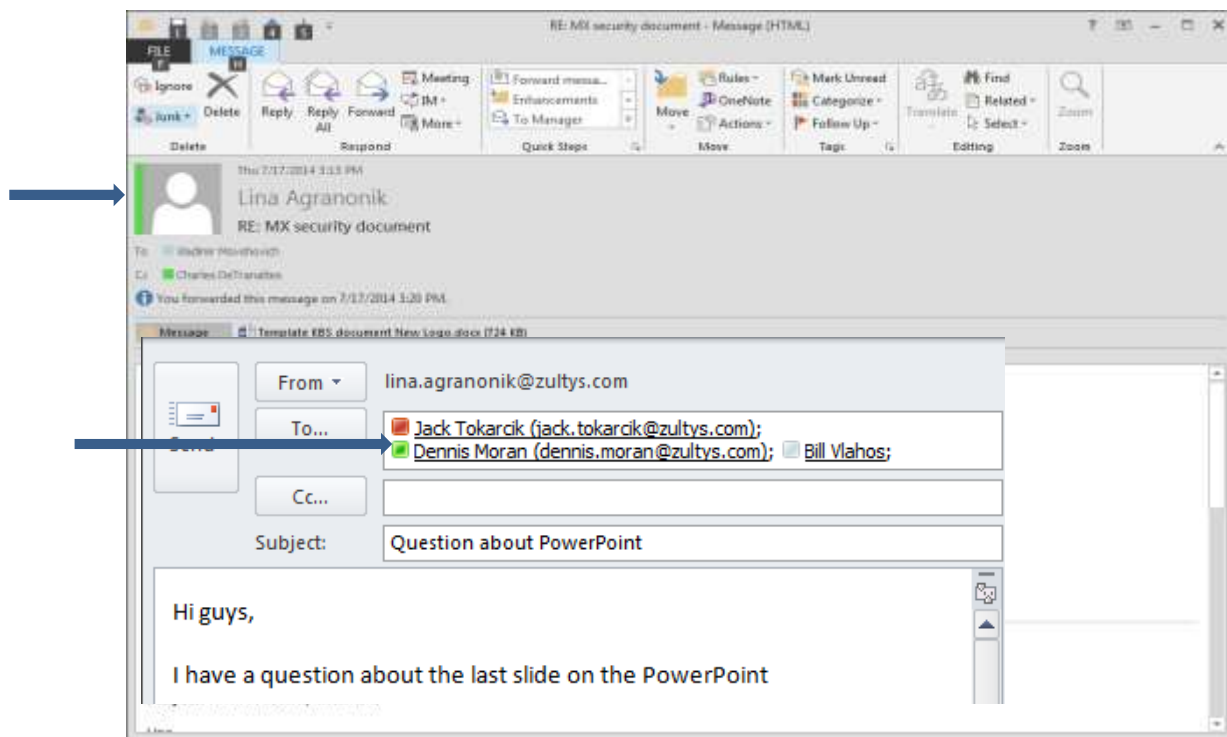 RE: MX security document - Message (HTML)
FILE MESSAGE
Ignore
Junk
Delete
Reply
Reply All
Forward
Meeting
IM
More
Forward messa...
Enhancements
To Manager
Move
Rules
OneNote
Actions
Mark Unread
Categorize
Follow Up
Translate
Find
Related
Select
Zoom
Delete Respond Quick Steps Move Tags Editing Zoom
Thu 7/17/2014 3:13 PM
Lina Agranonik
RE: MX security document
To
Cc Charles
You forwarded this message on 7/17/2014 3:20 PM.
Message Template KBS document New Logo.docx (724 KB)
Send
From lina.agranonik@zultys.com
To... Jack Tokarcik (jack.tokarcik@zultys.com);
Dennis Moran (dennis.moran@zultys.com); Bill Vlahos;
Cc...
Subject: Question about PowerPoint
Hi guys,
I have a question about the last slide on the PowerPoint